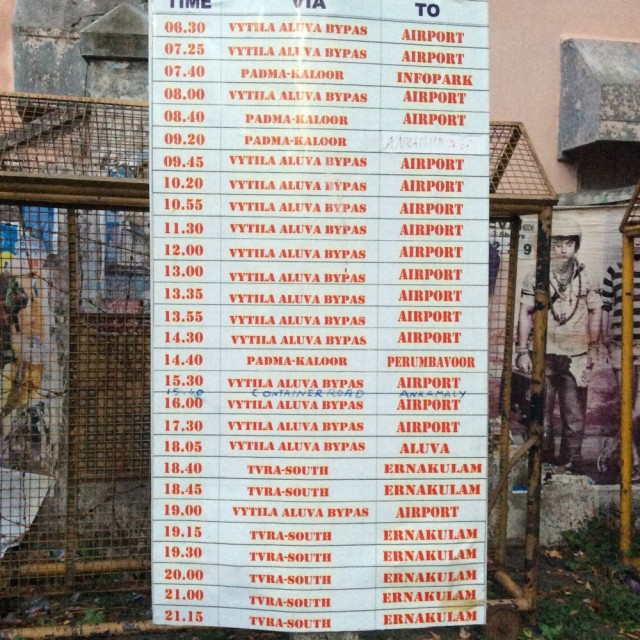 TIME VIA TO
06.30 VYTILA ALUVA BYPAS AIRPORT
07.25 VYTILA ALUVA BYPAS AIRPORT
07.40 PADMA-KALOOR INFOPARK
08.00 VYTILA ALUVA BYPAS AIRPORT
08.40 PADMA-KALOOR AIRPORT
09.20 PADMA-KALOOR
09.45 VYTILA ALUVA BYPAS AIRPORT
10.20 VYTILA ALUVA BYPAS AIRPORT
10.55 VYTILA ALUVA BYPAS AIRPORT
11.30 VYTILA ALUVA BYPAS AIRPORT
12.00 VYTILA ALUVA BYPAS AIRPORT
13.00 VYTILA ALUVA BYPAS AIRPORT
13.35 VYTILA ALUVA BYPAS AIRPORT
13.55 VYTILA ALUVA BYPAS AIRPORT
14.30 VYTILA ALUVA BYPAS AIRPORT
14.40 PADMA-KALOOR PERUMBAVOOR
15.30 VYTILA ALUVA BYPAS AIRPORT
15.40 CONTAINER ROAD ANKAMALY
16.00 VYTILA ALUVA BYPAS AIRPORT
17.30 VYTILA ALUVA BYPAS AIRPORT
18.05 VYTILA ALUVA BYPAS ALUVA
18.40 TVRA-SOUTH ERNAKULAM
18.45 TVRA-SOUTH ERNAKULAM
19.00 VYTILA ALUVA BYPAS AIRPORT
19.15 TVRA-SOUTH ERNAKULAM
19.30 TVRA-SOUTH ERNAKULAM
20.00 TVRA-SOUTH ERNAKULAM
21.00 TVRA-SOUTH ERNAKULAM
21.15 TVRA-SOUTH ERNAKULAM